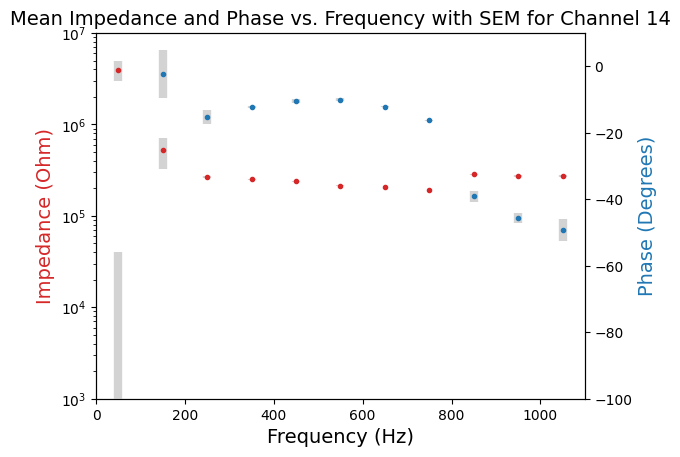 Mean Impedance and Phase vs. Frequency with SEM for Channel 14
Impedance (Ohm)
10^7
10^6
10^5
10^4
10^3
0
−20
−40
−60
−80
−100
Phase (Degrees)
0 200 400 600 800 1000
Frequency (Hz)